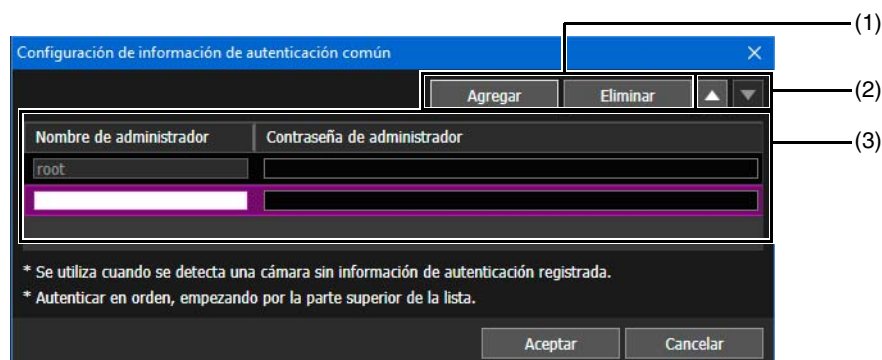 (1)
Configuración de información de autenticación común
Agregar Eliminar
(2)
Nombre de administrador Contraseña de administrador
(3)
root
* Se utiliza cuando se detecta una cámara sin información de autenticación registrada.
* Autenticar en orden, empezando por la parte superior de la lista.
Aceptar Cancelar